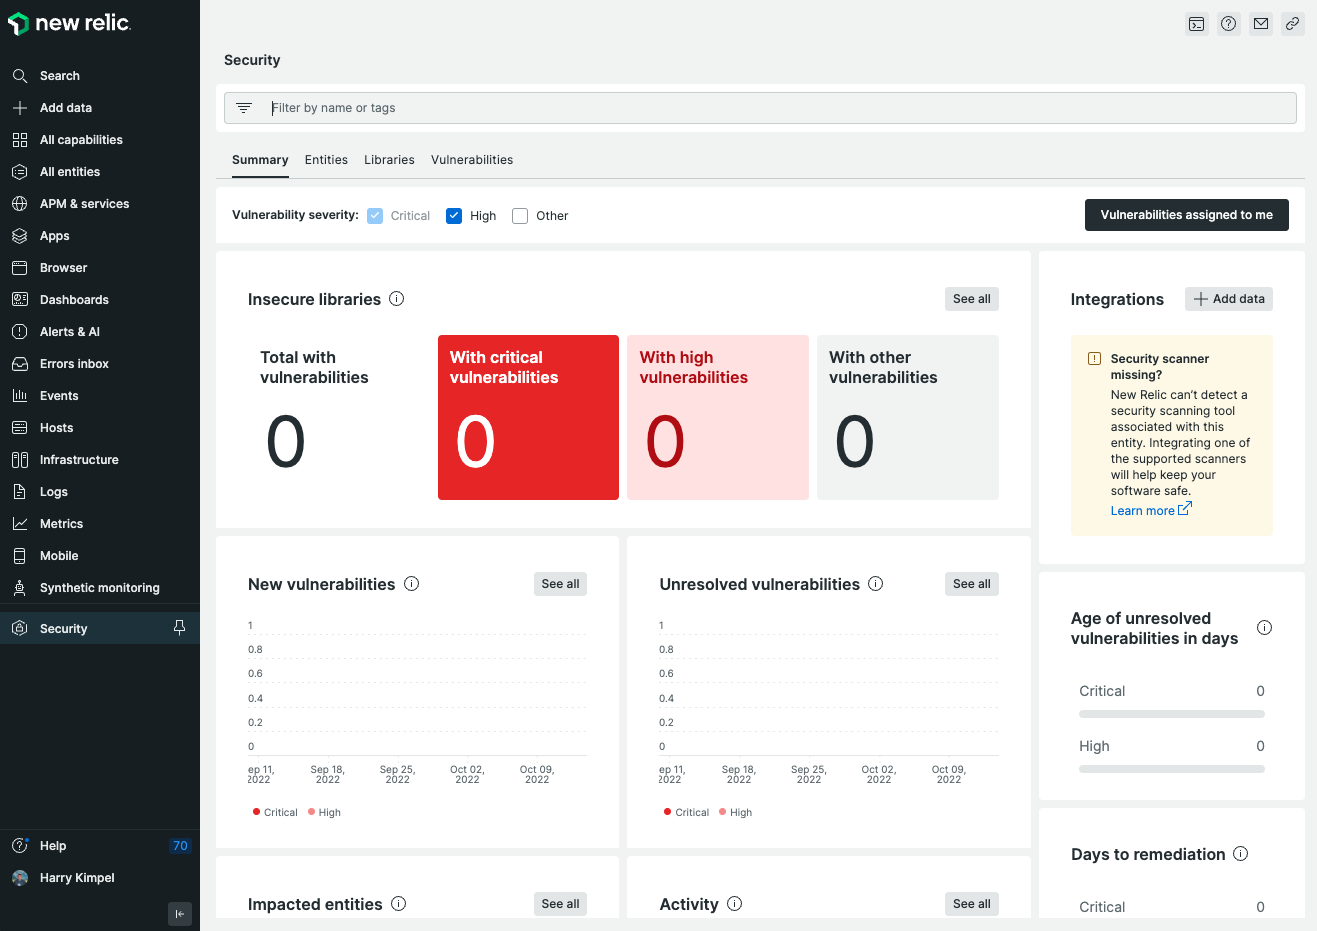 new relic.
Search
Add data
All capabilities
All entities
APM & services
Apps
Browser
Dashboards
Alerts & AI
Errors inbox
Events
Hosts
Infrastructure
Logs
Metrics
Mobile
Synthetic monitoring
Security
Help 70
Harry Kimpel
Security
Filter by name or tags
Summary Entities Libraries Vulnerabilities
Vulnerability severity: Critical High Other
Vulnerabilities assigned to me
Insecure libraries
See all
Total with
vulnerabilities
0
With critical
vulnerabilities
0
With high
vulnerabilities
0
With other
vulnerabilities
0
Integrations
Add data
Security scanner
missing?
New Relic can't detect a
security scanning tool
associated with this
entity. Integrating one of
the supported scanners
will help keep your
software safe.
Learn more
New vulnerabilities
See all
1
0.8
0.6
0.4
0.2
0
ep 11, Sep 18, Sep 25, Oct 02, Oct 09,
2022 2022 2022 2022 2022
Critical High
Unresolved vulnerabilities
See all
1
0.8
0.6
0.4
0.2
0
ep 11, Sep 18, Sep 25, Oct 02, Oct 09,
2022 2022 2022 2022 2022
Critical High
Age of unresolved
vulnerabilities in days
Critical 0
High 0
Impacted entities
See all
Activity
See all
Days to remediation
Critical 0